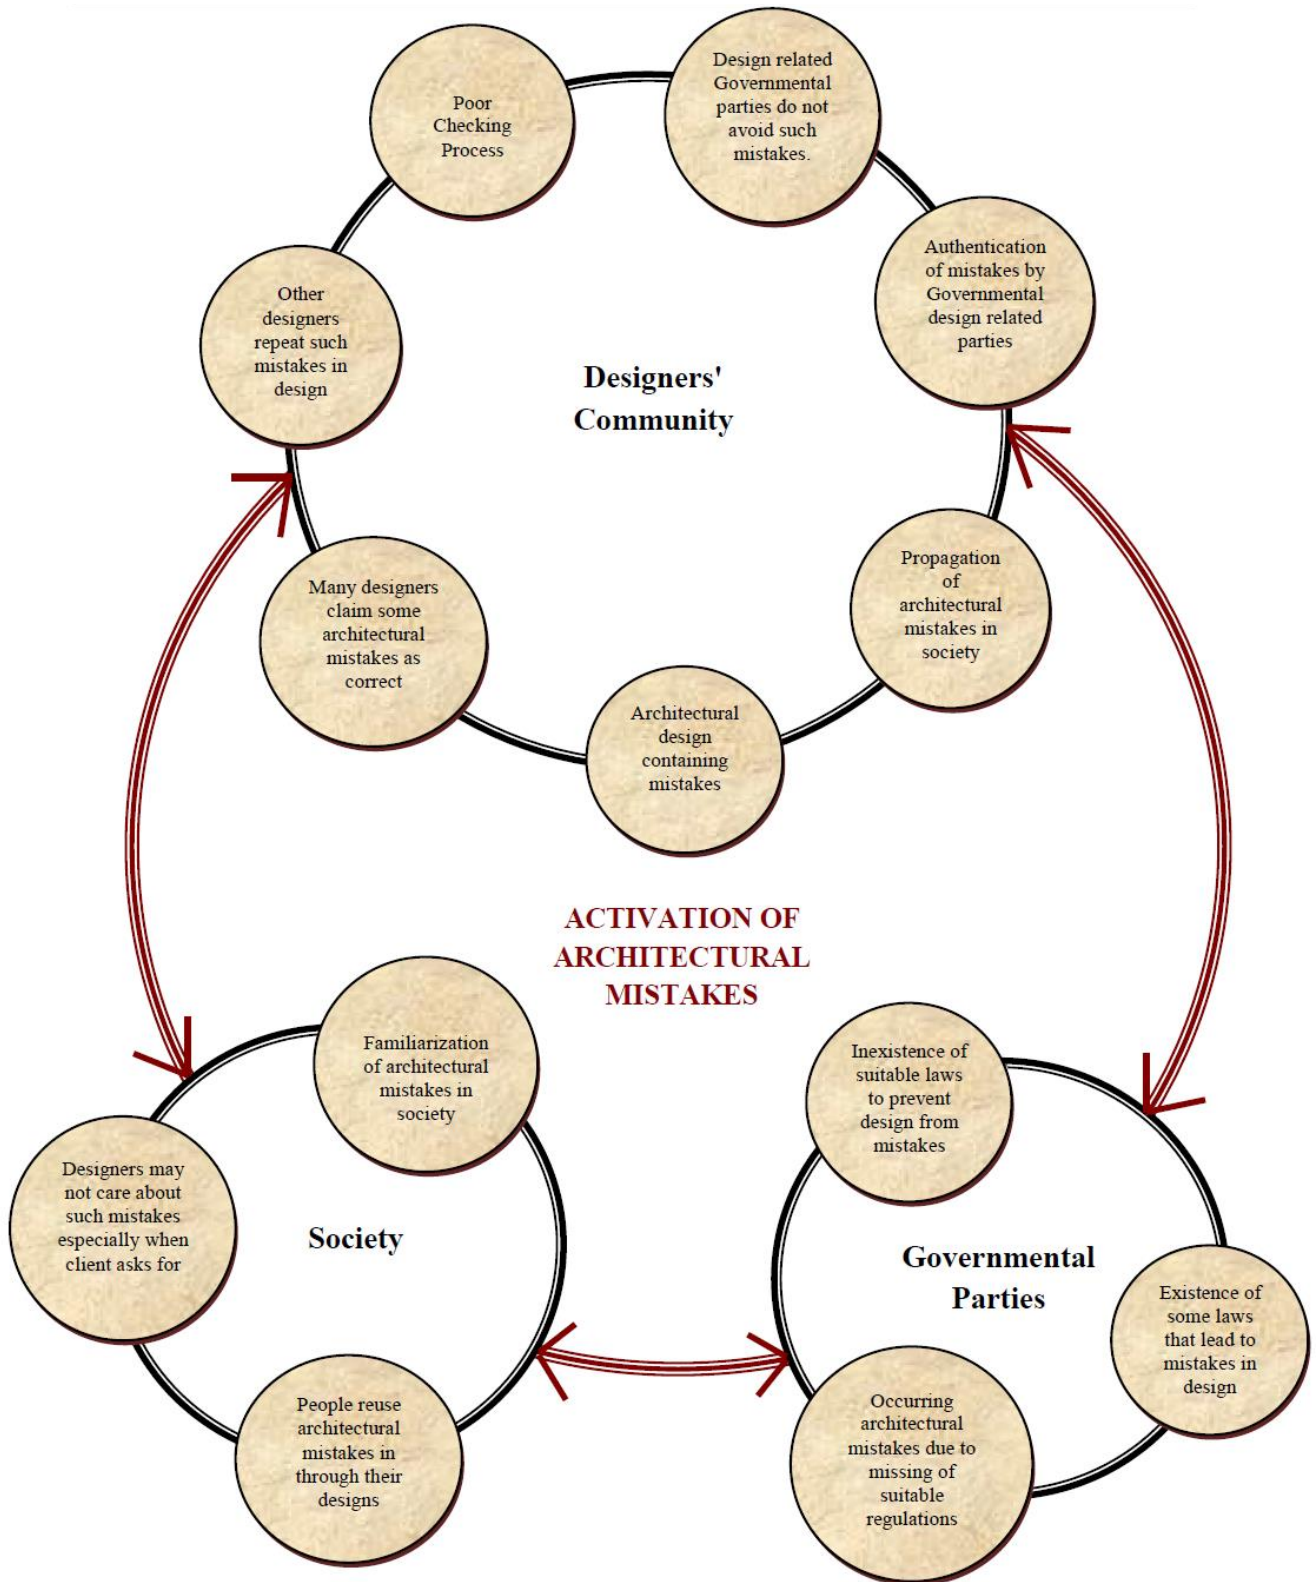 Poor
Checking
Process
Design related
Governmental
parties do not
avoid such
mistakes.
Authentication
of mistakes by
Governmental
design related
parties
Other
designers
repeat such
mistakes in
design
Designers'
Community
Many designers
claim some
architectural
mistakes as
correct
Propagation
of
architectural
mistakes in
society
Architectural
design
containing
mistakes
ACTIVATION OF
ARCHITECTURAL
MISTAKES
Familiarization
of architectural
mistakes in
society
Designers may
not care about
such mistakes
especially when
client asks for
Society
People reuse
architectural
mistakes in
through their
designs
Inexistence of
suitable laws
to prevent
design from
mistakes
Governmental
Parties
Existence of
some laws
that lead to
mistakes in
design
Occurring
architectural
mistakes due to
missing of
suitable
regulations